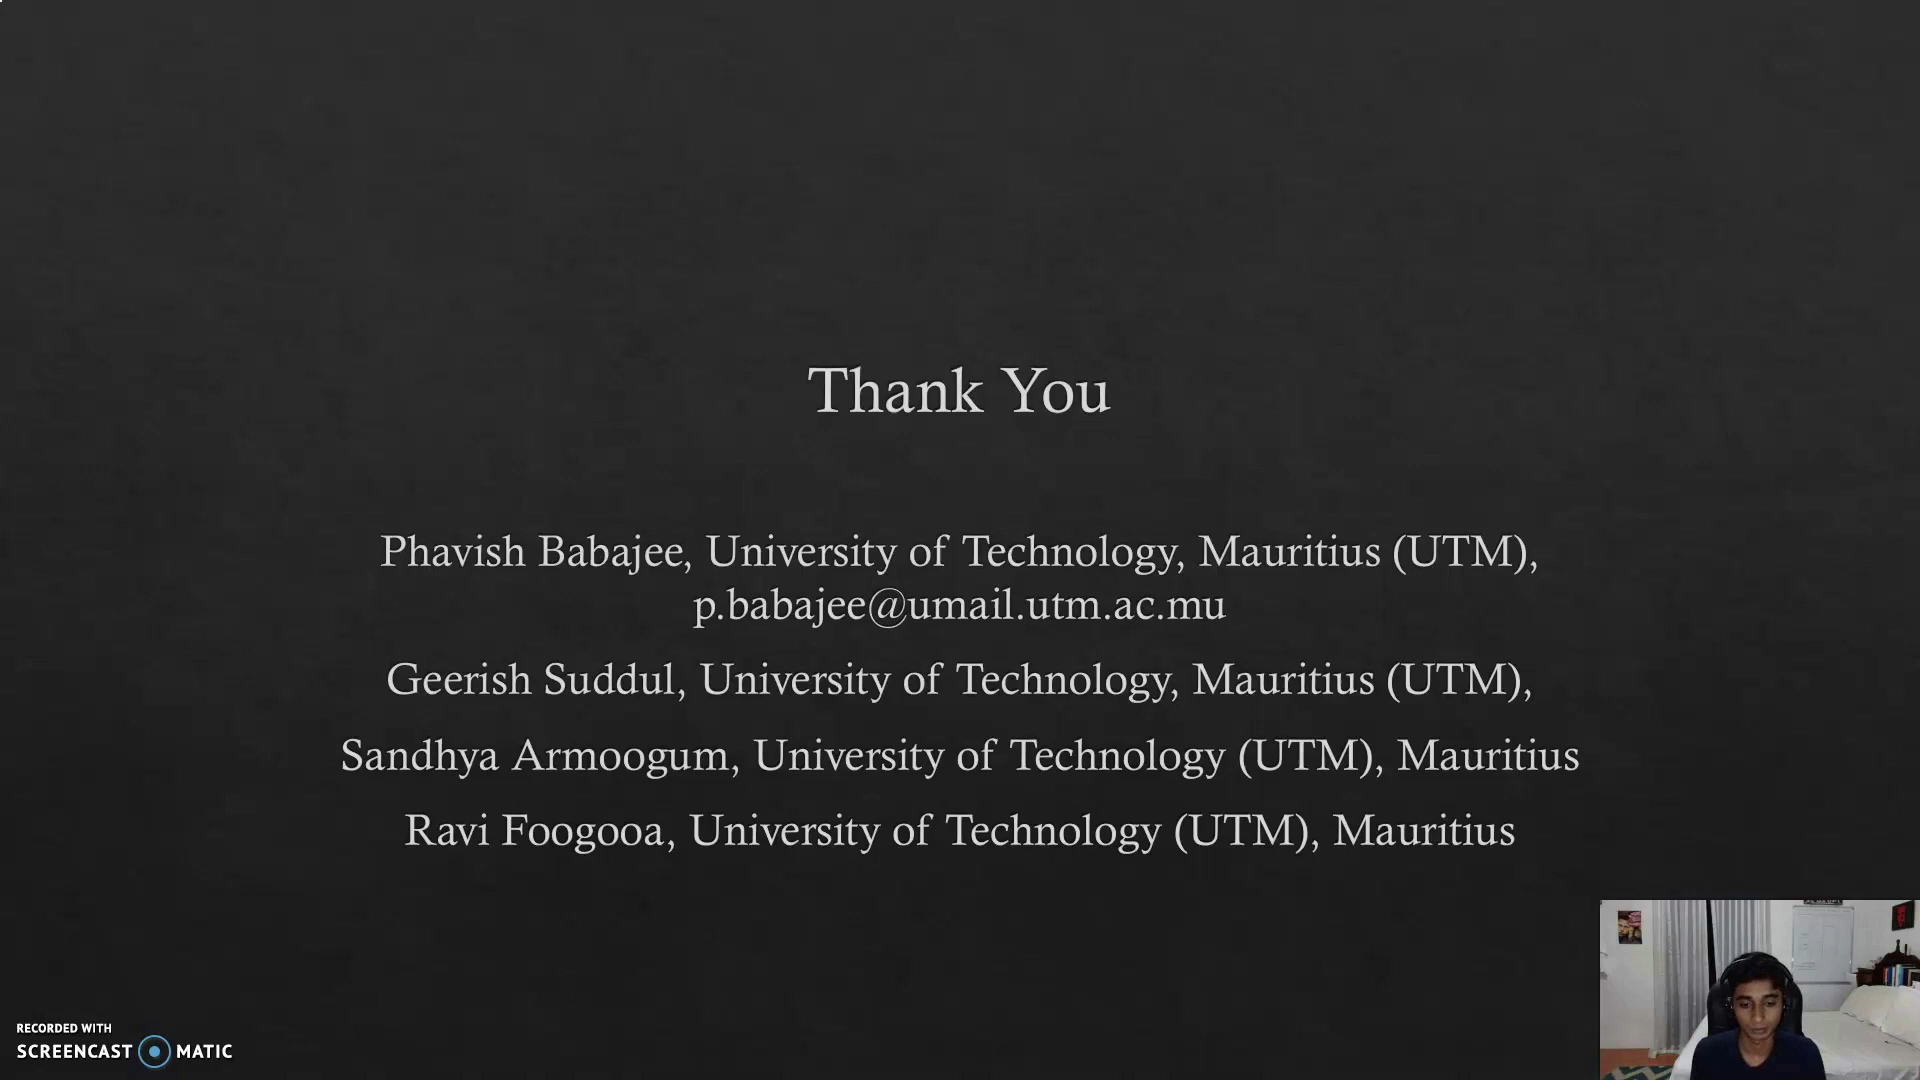 Thank You
Phavish Babajee, University of Technology, Mauritius (UTM),
p.babajee@umail.utm.ac.mu
Geerish Suddul, University of Technology, Mauritius (UTM),
Sandhya Armoogum, University of Technology (UTM), Mauritius
Ravi Foogooa, University of Technology (UTM), Mauritius
RECORDED WITH
SCREENCAST MATIC